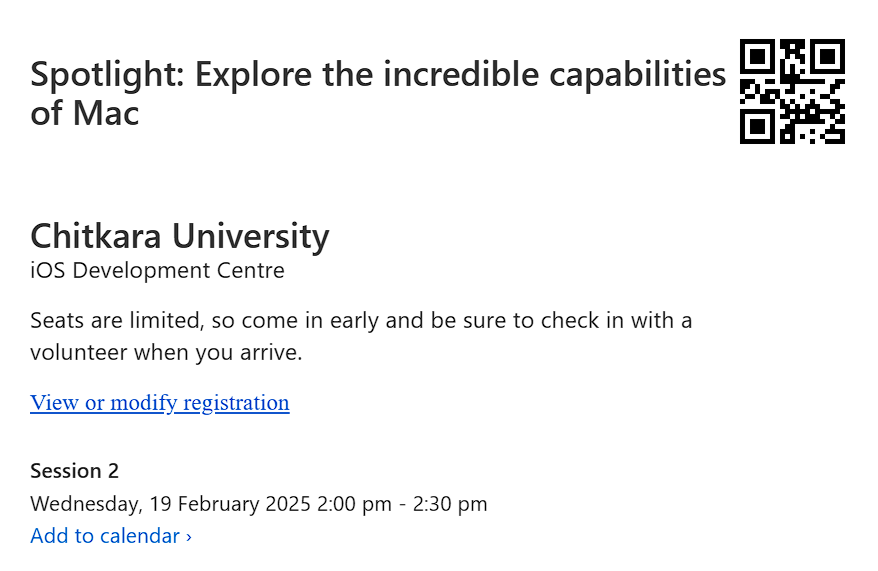 Spotlight: Explore the incredible capabilities
of Mac
Chitkara University
iOS Development Centre
Seats are limited, so come in early and be sure to check in with a
volunteer when you arrive.
View or modify registration
Session 2
Wednesday, 19 February 2025 2:00 pm - 2:30 pm
Add to calendar ›